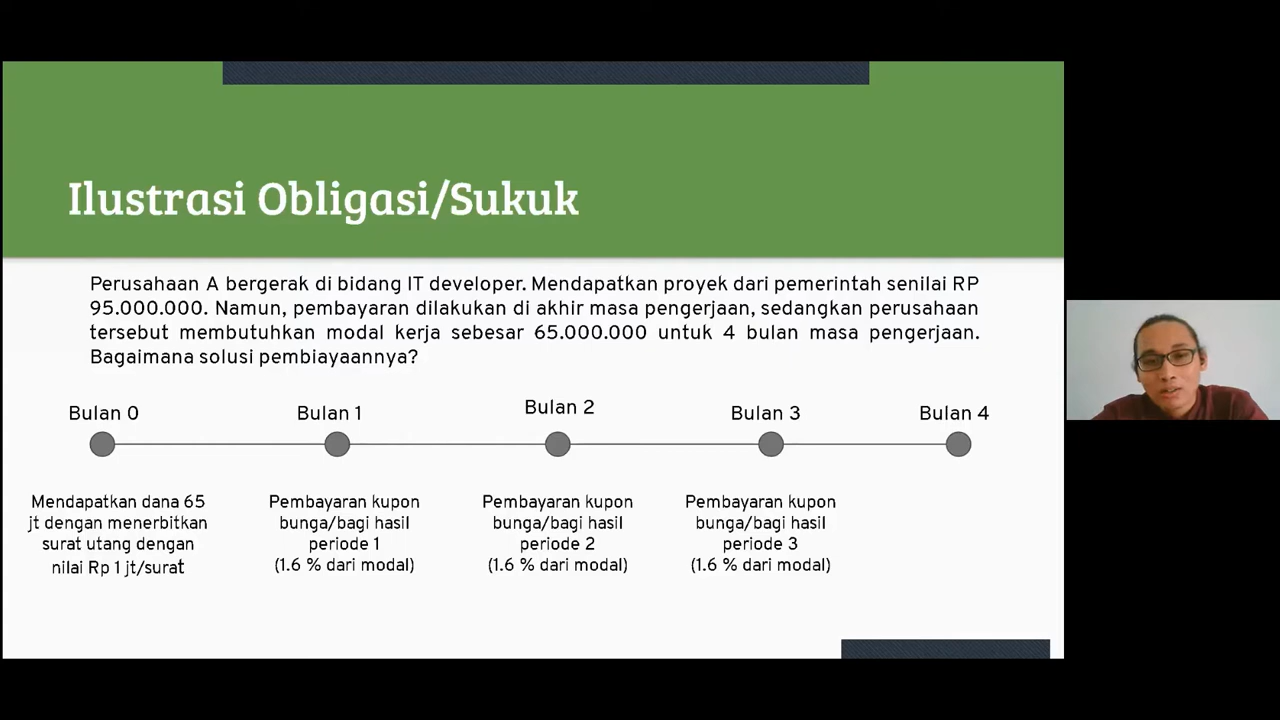 Ilustrasi Obligasi/Sukuk
Perusahaan A bergerak di bidang IT developer. Mendapatkan proyek dari pemerintah senilai RP
95.000.000. Namun, pembayaran dilakukan di akhir masa pengerjaan, sedangkan perusahaan
tersebut membutuhkan modal kerja sebesar 65.000.000 untuk 4 bulan masa pengerjaan.
Bagaimana solusi pembiayaannya?
Bulan 0
Bulan 1
Bulan 2
Bulan 3
Bulan 4
Mendapatkan dana 65
jt dengan menerbitkan
surat utang dengan
nilai Rp 1 jt/surat
Pembayaran kupon
bunga/bagi hasil
periode 1
(1.6 % dari modal)
Pembayaran kupon
bunga/bagi hasil
periode 2
(1.6 % dari modal)
Pembayaran kupon
bunga/bagi hasil
periode 3
(1.6 % dari modal)